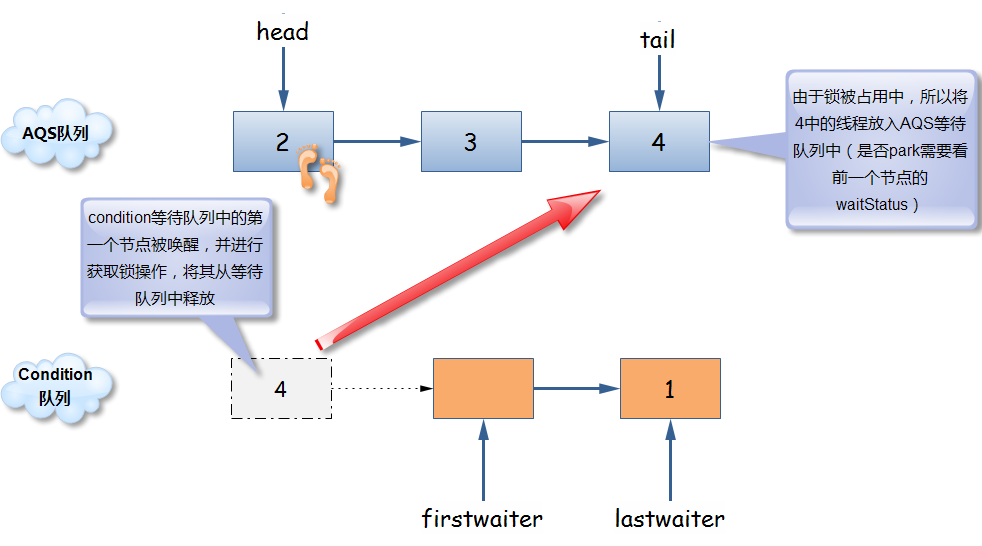 head
tail
AQS队列
2
3
4
由于锁被占用中，所以将
4中的线程放入AQS等待
队列中（是否park需要看
前一个节点的
waitStatus）
condition等待队列中的第
一个节点被唤醒，并进行
获取锁操作，将其从等待
队列中释放
Condition
队列
4
1
firstwaiter
lastwaiter